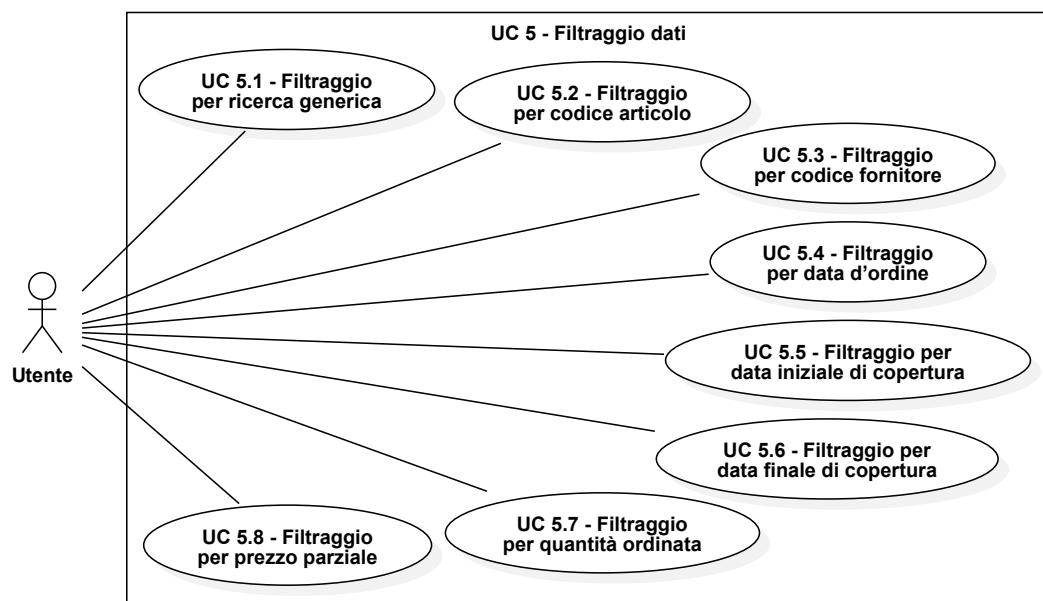 UC 5 - Filtraggio dati
UC 5.1 - Filtraggio
per ricerca generica
UC 5.2 - Filtraggio
per codice articolo
UC 5.3 - Filtraggio
per codice fornitore
UC 5.4 - Filtraggio
per data d'ordine
Utente
UC 5.5 - Filtraggio per
data iniziale di copertura
UC 5.6 - Filtraggio per
data finale di copertura
UC 5.7 - Filtraggio
per quantità ordinata
UC 5.8 - Filtraggio
per prezzo parziale